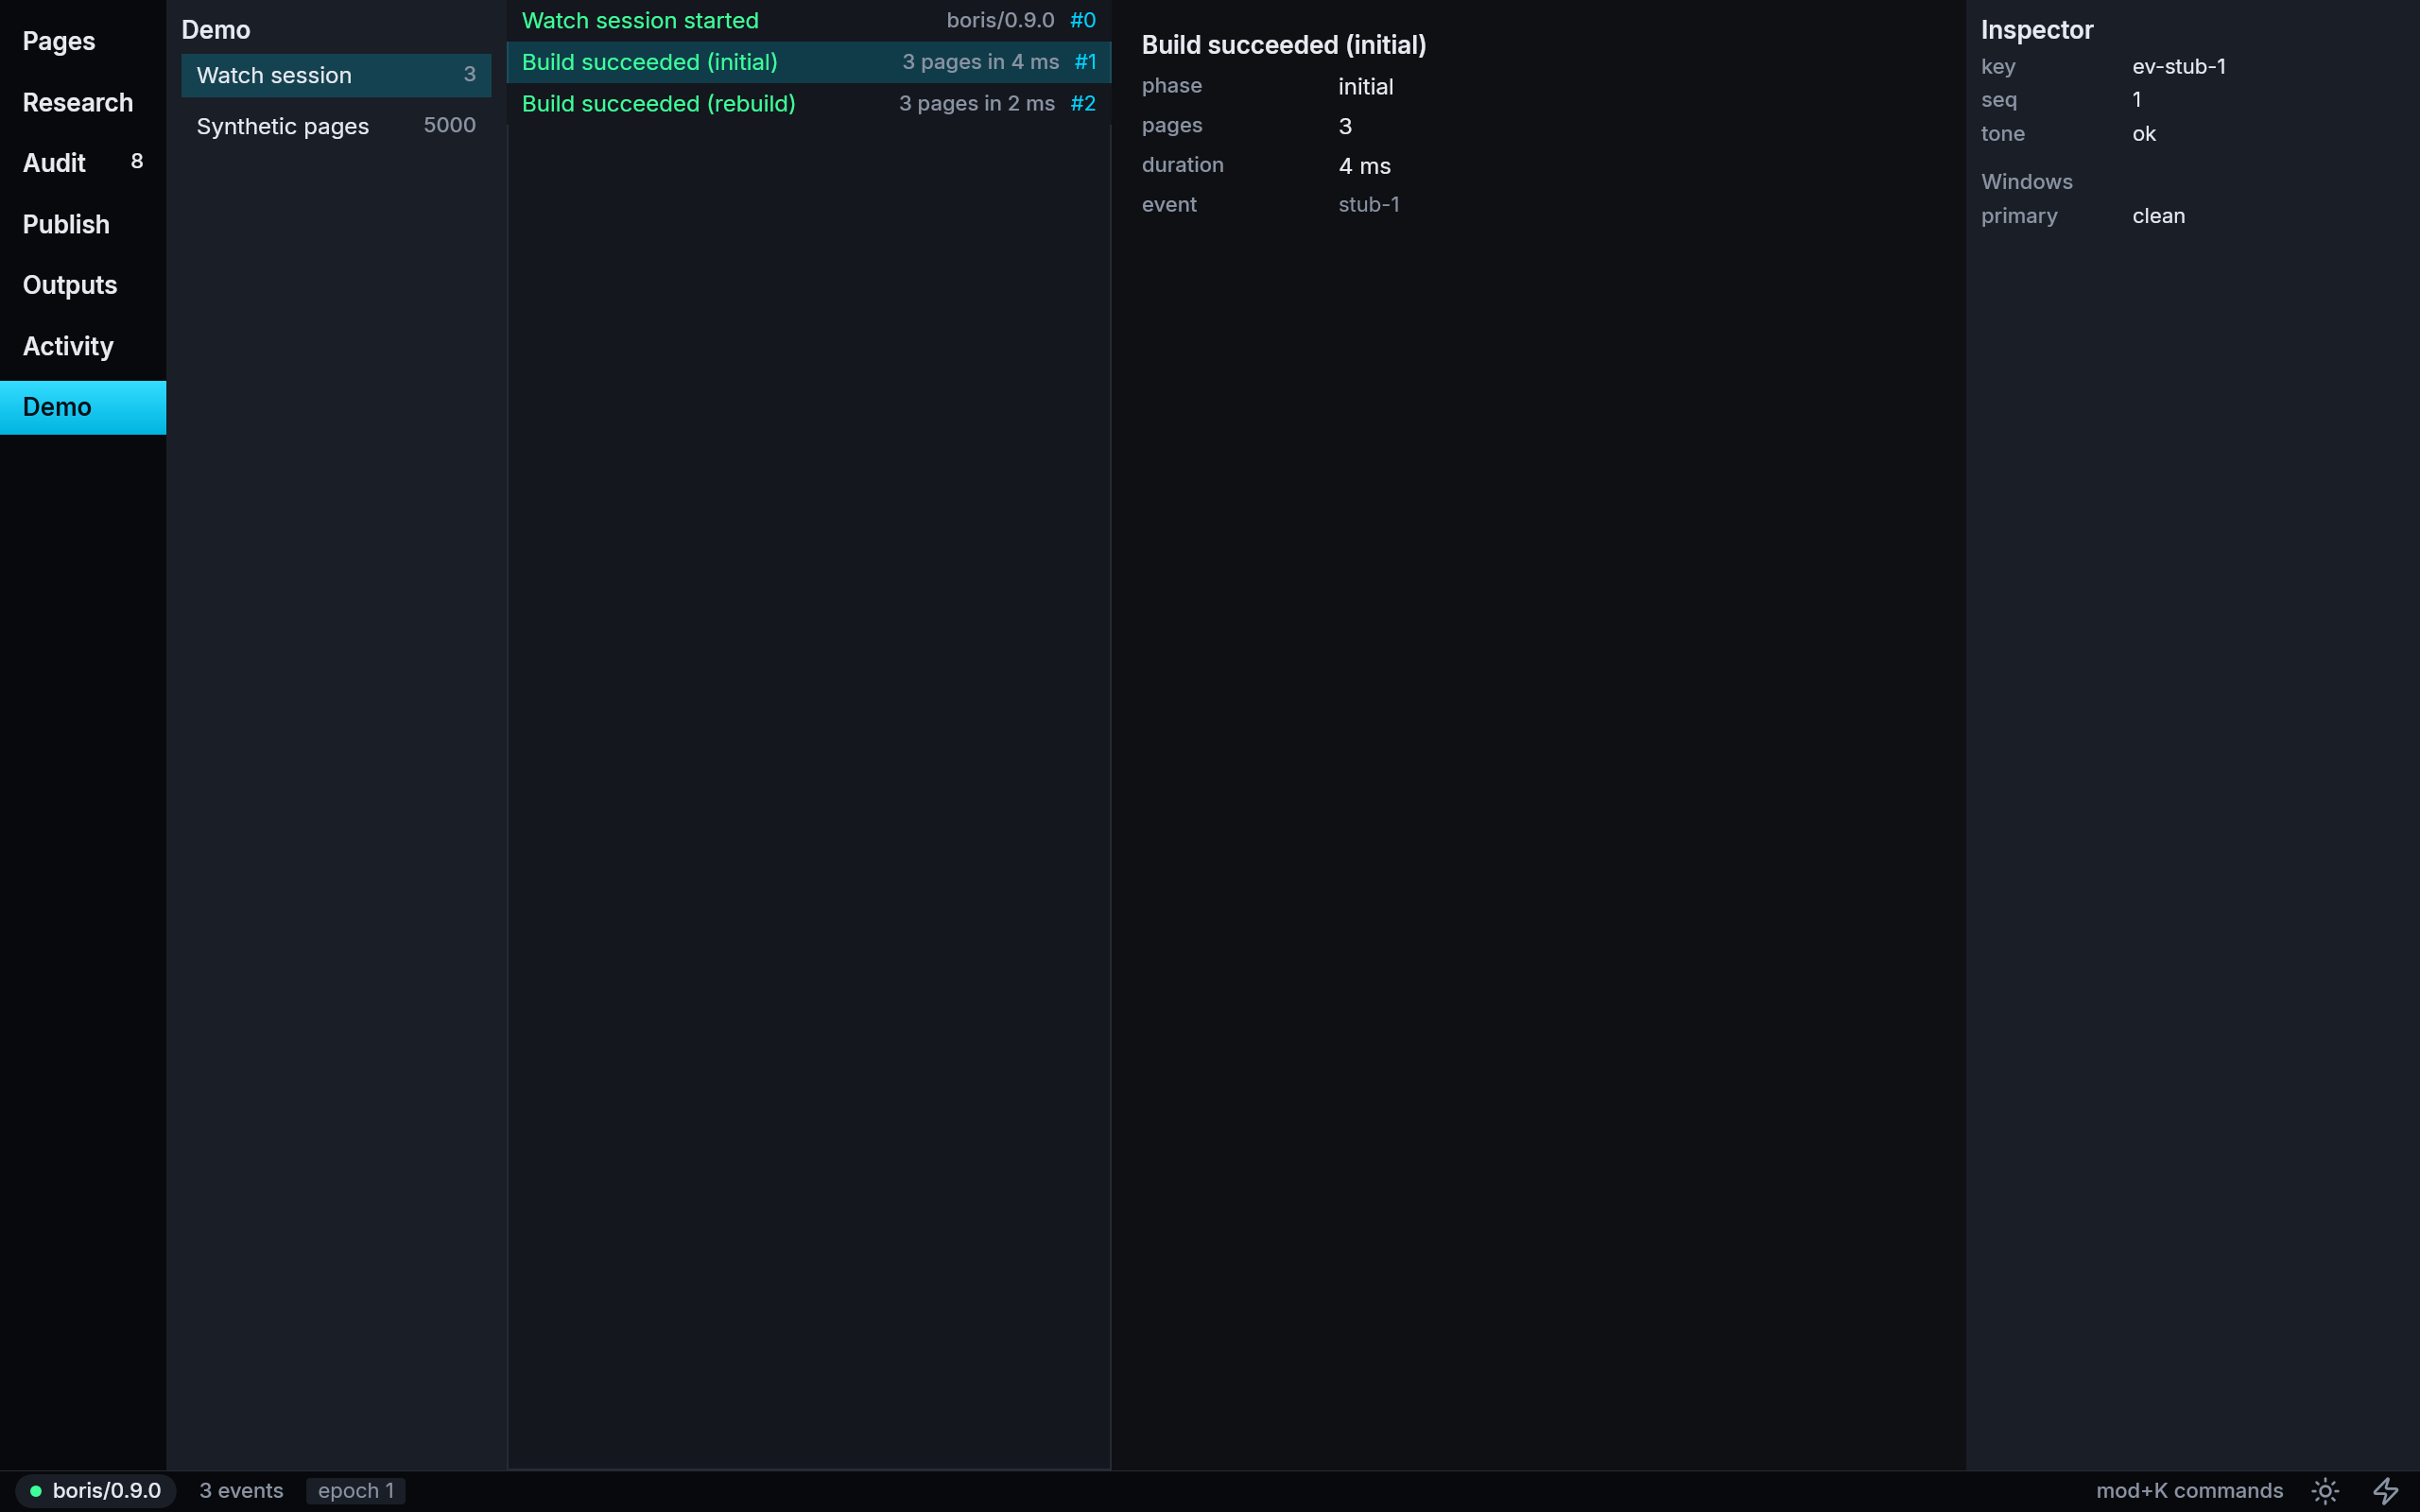 Pages
Research
Audit 8
Publish
Outputs
Activity
Demo
Demo
Watch session 3
Synthetic pages 5000
Watch session started boris/0.9.0 #0
Build succeeded (initial) 3 pages in 4 ms #1
Build succeeded (rebuild) 3 pages in 2 ms #2
Build succeeded (initial)
phase initial
pages 3
duration 4 ms
event stub-1
Inspector
key ev-stub-1
seq 1
tone ok
Windows
primary clean
boris/0.9.0 3 events epoch 1 mod+K commands